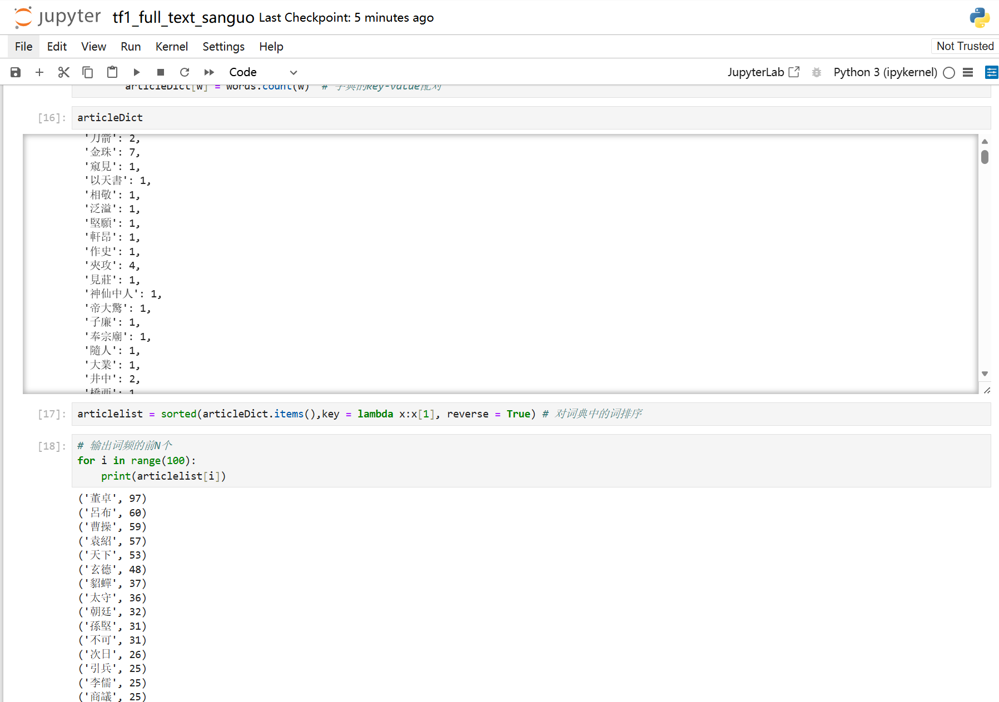 jupyter tf1_full_text_sanguo Last Checkpoint: 5 minutes ago
File Edit View Run Kernel Settings Help Not Trusted
Code JupyterLab Python 3 (ipykernel)
articleDict[w] = words.count(w) # 字典的key-value配对
[16]: articleDict
'刀箭': 2,
'金珠': 7,
'窺見': 1,
'以天書': 1,
'相敬': 1,
'泛溢': 1,
'堅願': 1,
'軒昂': 1,
'作史': 1,
'夾攻': 4,
'見莊': 1,
'神仙中人': 1,
'帝大驚': 1,
'子廉': 1,
'奉宗廟': 1,
'隨人': 1,
'大業': 1,
'井中': 2,
'橋西': 1
[17]: articlelist = sorted(articleDict.items(),key = lambda x:x[1], reverse = True) # 对词典中的词排序
[18]: # 输出词频的前N个
for i in range(100):
print(articlelist[i])
('董卓', 97)
('呂布', 60)
('曹操', 59)
('袁紹', 57)
('天下', 53)
('玄德', 48)
('貂蟬', 37)
('太守', 36)
('朝廷', 32)
('孫堅', 31)
('不可', 31)
('次日', 26)
('引兵', 25)
('李儒', 25)
('商議', 25)